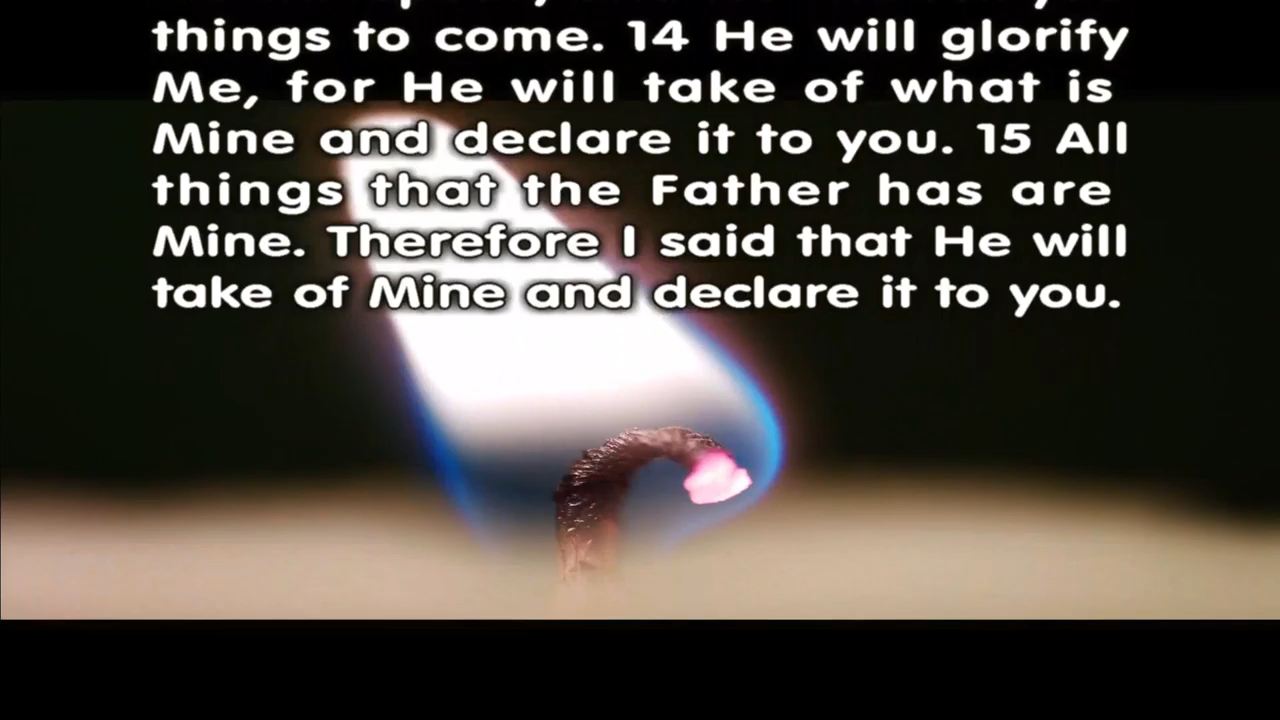 things to come. 14 He will glorify
Me, for He will take of what is
Mine and declare it to you. 15 All
things that the Father has are
Mine. Therefore I said that He will
take of Mine and declare it to you.